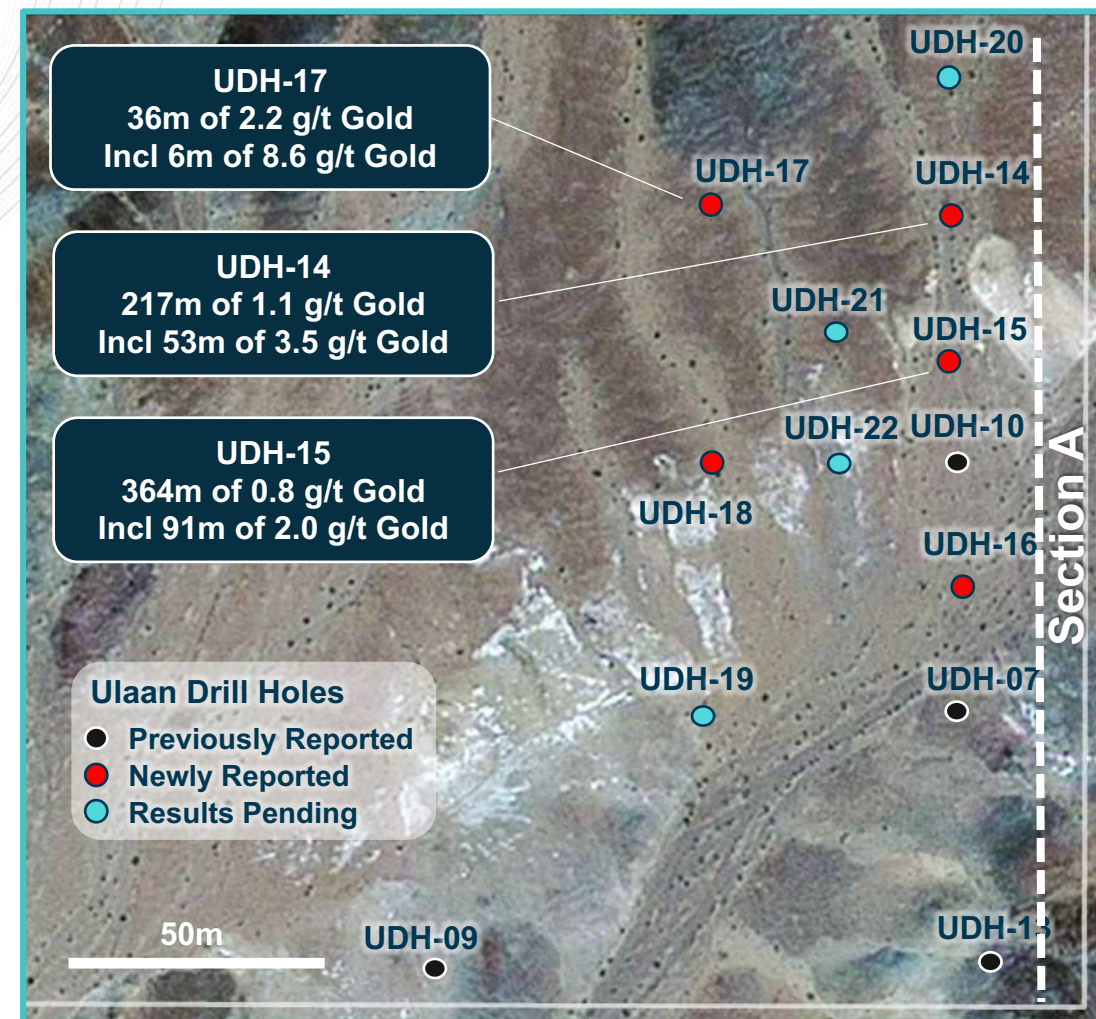 UDH-20
UDH-17
36m of 2.2 g/t Gold
Incl 6m of 8.6 g/t Gold
UDH-17
UDH-14
UDH-14
217m of 1.1 g/t Gold
Incl 53m of 3.5 g/t Gold
UDH-21
UDH-15
UDH-15
364m of 0.8 g/t Gold
Incl 91m of 2.0 g/t Gold
UDH-22
UDH-10
UDH-18
UDH-16
Section A
UDH-19
UDH-07
Ulaan Drill Holes
Previously Reported
Newly Reported
Results Pending
50m
UDH-09
UDH-13